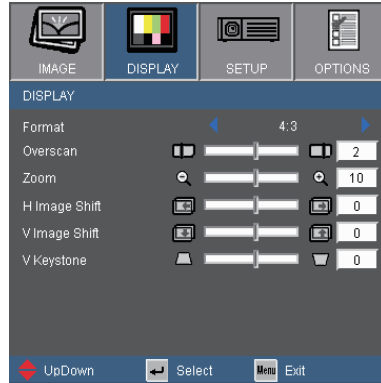 IMAGE DISPLAY SETUP OPTIONS
DISPLAY
Format 4:3
Overscan 2
Zoom 10
H Image Shift 0
V Image Shift 0
V Keystone 0
UpDown Select Menu Exit